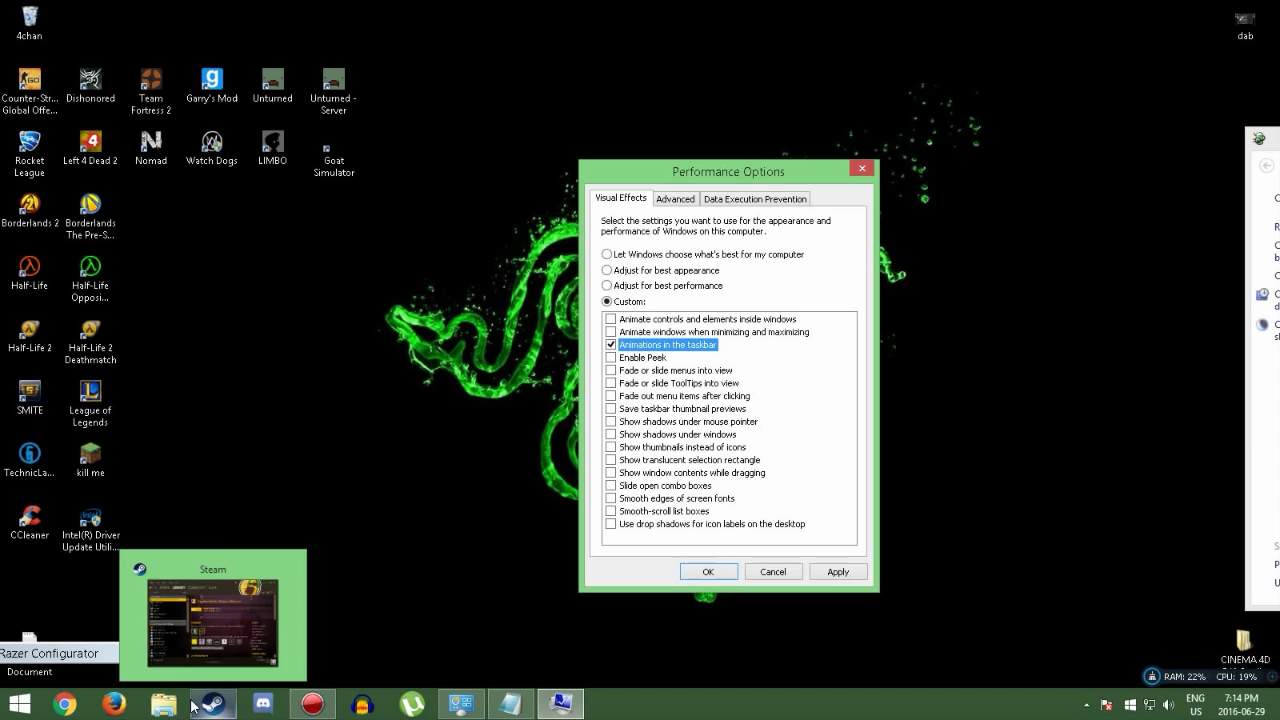 4chan
dab
Counter-Str...
Global Offe...
Dishonored
Team
Fortress 2
Garry's Mod
Unturned
Unturned -
Server
Rocket
League
Left 4 Dead 2
Nomad
Watch Dogs
LIMBO
Goat
Simulator
Borderlands 2
Borderlands
The Pre-S...
Half-Life
Half-Life
Opposi...
Half-Life 2
Half-Life 2
Deathmatch
SMITE
League of
Legends
TechnicLa...
kill me
CCleaner
Intel(R) Driver
Update Utili...
Performance Options
Visual Effects
Advanced
Data Execution Prevention
Select the settings you want to use for the appearance and
performance of Windows on this computer.
Let Windows choose what's best for my computer
Adjust for best appearance
Adjust for best performance
Custom:
Animate controls and elements inside windows
Animate windows when minimizing and maximizing
Animations in the taskbar
Enable Peek
Fade or slide menus into view
Fade or slide ToolTips into view
Fade out menu items after clicking
Save taskbar thumbnail previews
Show shadows under mouse pointer
Show shadows under windows
Show thumbnails instead of icons
Show translucent selection rectangle
Show window contents while dragging
Slide open combo boxes
Smooth edges of screen fonts
Smooth-scroll list boxes
Use drop shadows for icon labels on the desktop
OK
Cancel
Apply
Steam
Razer Configurator
Document
CINEMA 4D
RAM: 22%
CPU: 19%
ENG
US
7:14 PM
2016-06-29